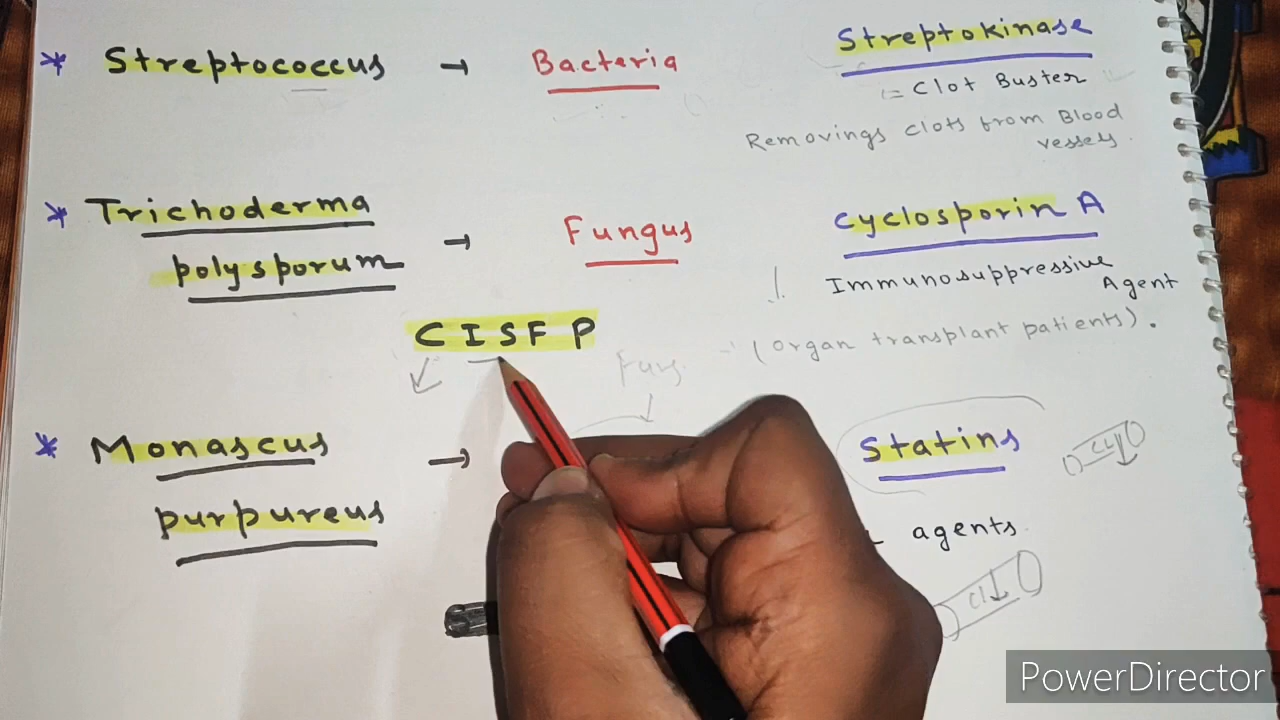 * Streptococcus → Bacteria Streptokinase
= Clot Buster
Removings clots from Blood
vessels.
* Trichoderma
polysporum → Fungus Cyclosporin A
Immunosuppressive
Agent
(organ transplant patients).
CISFP
* Monascus
purpureus → Statins
CL
agents.
PowerDirector